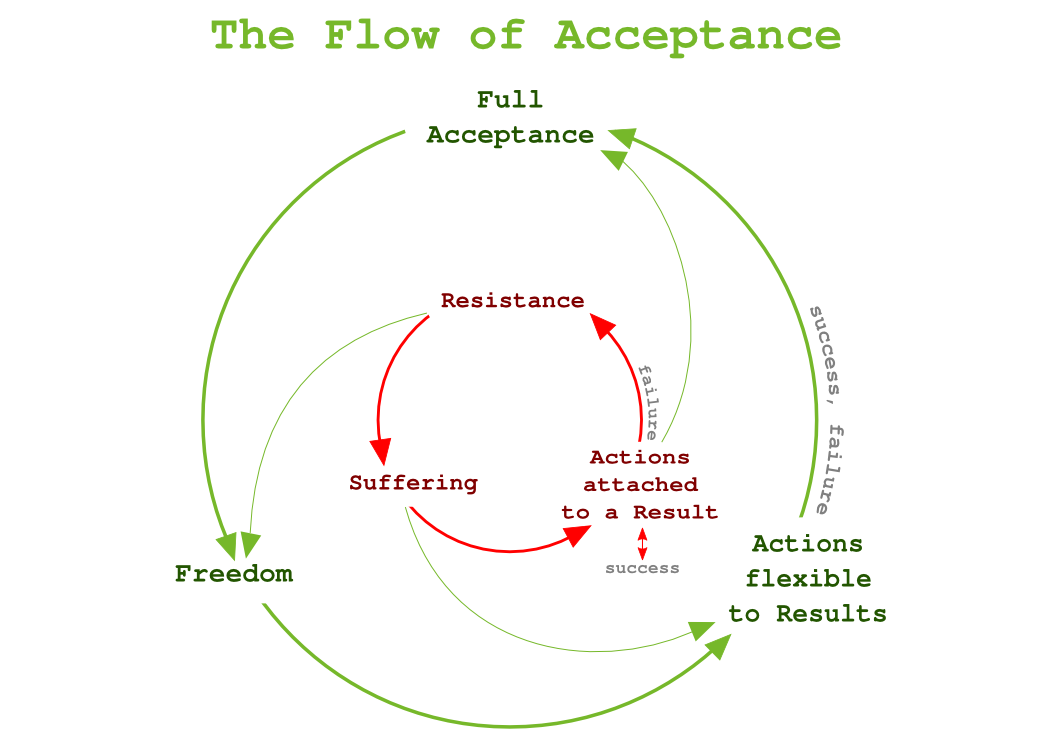 The Flow of Acceptance
Full
Acceptance
Resistance
success, failure
failure
Actions
attached
to a Result
Suffering
success
Actions
flexible
to Results
Freedom